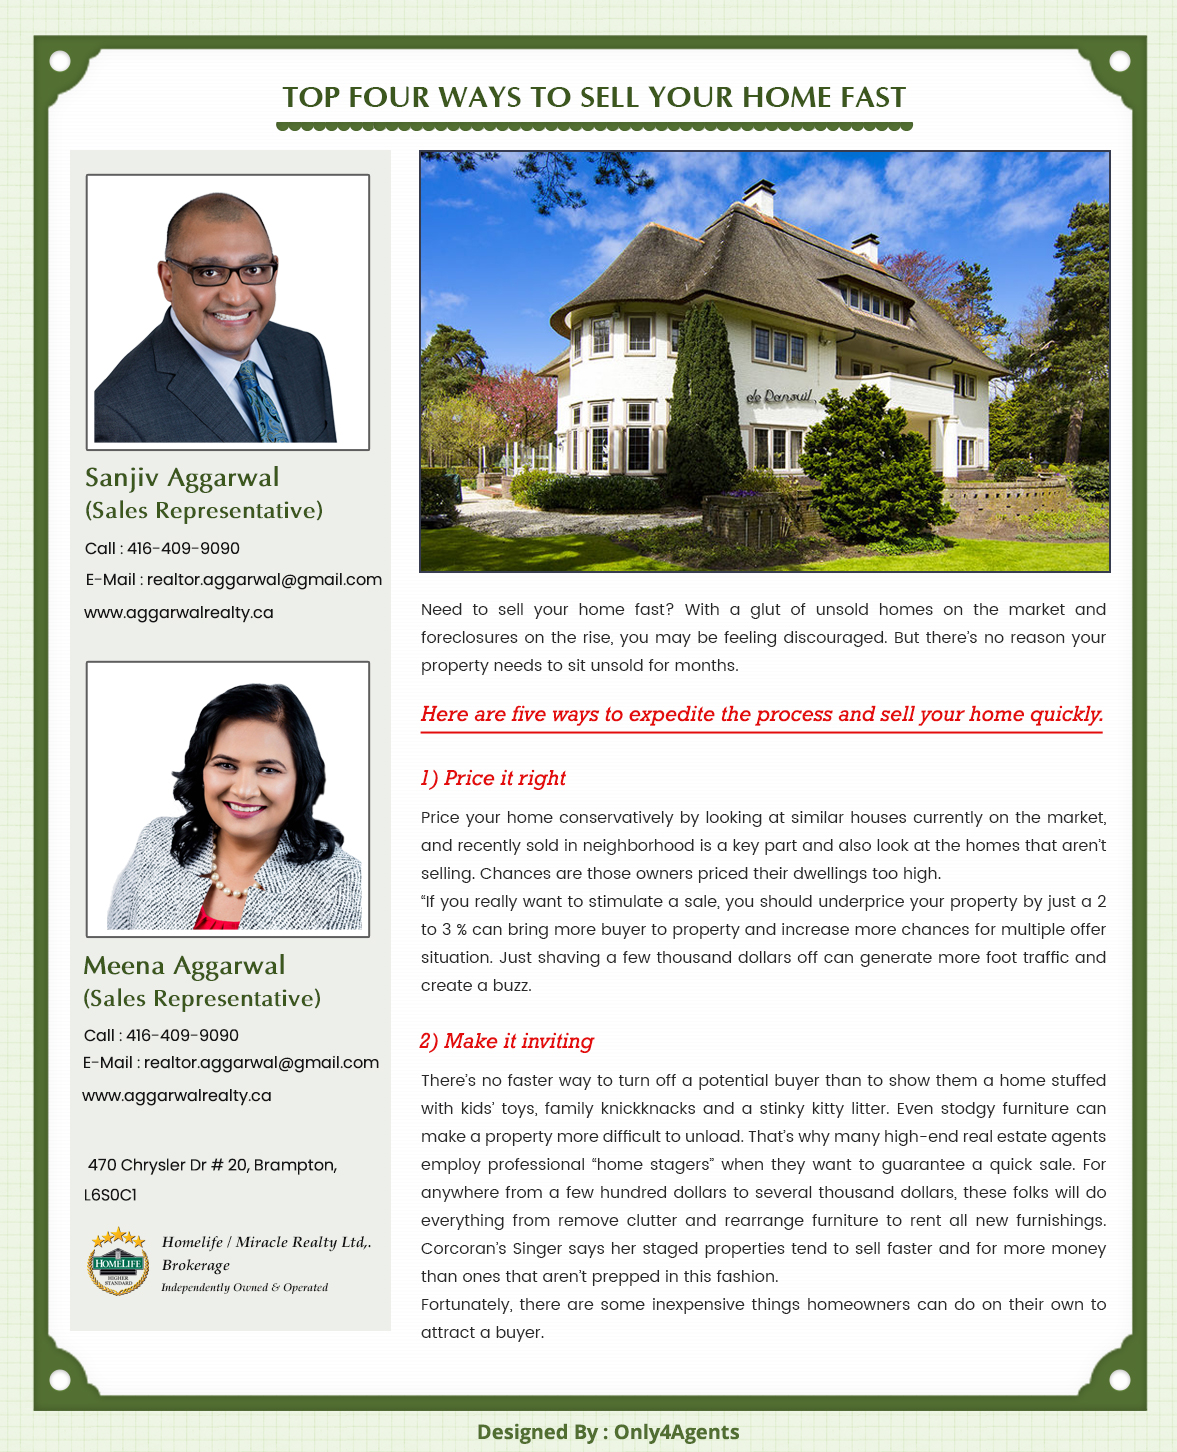 TOP FOUR WAYS TO SELL YOUR HOME FAST
Sanjiv Aggarwal
(Sales Representative)
Call : 416-409-9090
E-Mail : realtor.aggarwal@gmail.com
www.aggarwalrealty.ca
Meena Aggarwal
(Sales Representative)
Call : 416-409-9090
E-Mail : realtor.aggarwal@gmail.com
www.aggarwalrealty.ca
470 Chrysler Dr # 20, Brampton,
L6S0C1
HOMELIFE
HIGHER
STANDARD
Homelife / Miracle Realty Ltd,.
Brokerage
Independently Owned & Operated
Need to sell your home fast? With a glut of unsold homes on the market and
foreclosures on the rise, you may be feeling discouraged. But there's no reason your
property needs to sit unsold for months.
Here are five ways to expedite the process and sell your home quickly.
1) Price it right
Price your home conservatively by looking at similar houses currently on the market,
and recently sold in neighborhood is a key part and also look at the homes that aren't
selling. Chances are those owners priced their dwellings too high.
“If you really want to stimulate a sale, you should underprice your property by just a 2
to 3 % can bring more buyer to property and increase more chances for multiple offer
situation. Just shaving a few thousand dollars off can generate more foot traffic and
create a buzz.
2) Make it inviting
There's no faster way to turn off a potential buyer than to show them a home stuffed
with kids' toys, family knickknacks and a stinky kitty litter. Even stodgy furniture can
make a property more difficult to unload. That's why many high-end real estate agents
employ professional “home stagers” when they want to guarantee a quick sale. For
anywhere from a few hundred dollars to several thousand dollars, these folks will do
everything from remove clutter and rearrange furniture to rent all new furnishings.
Corcoran's Singer says her staged properties tend to sell faster and for more money
than ones that aren't prepped in this fashion.
Fortunately, there are some inexpensive things homeowners can do on their own to
attract a buyer.
Designed By : Only4Agents